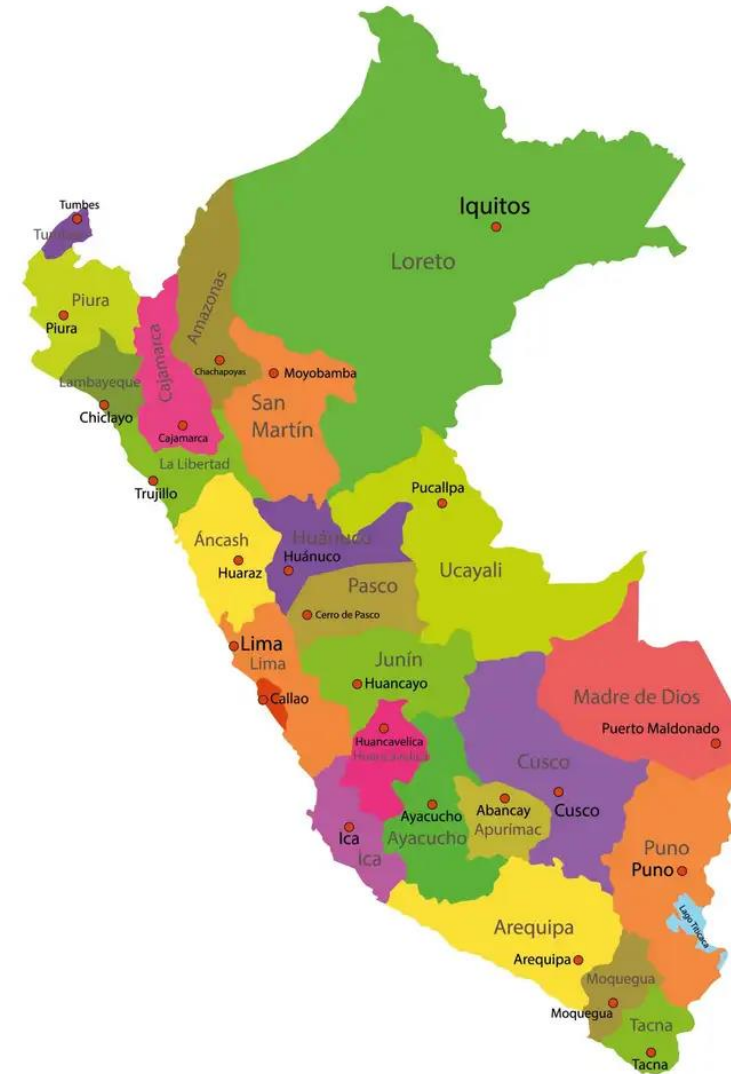 Tumbes
Tumbes
Iquitos
Loreto
Piura
Piura
Amazonas
Cajamarca
Chachapoyas
Moyobamba
Lambayeque
Chiclayo
San
Martín
Cajamarca
La Libertad
Trujillo
Pucallpa
Áncash
Huaraz
Huánuco
Huánuco
Ucayali
Pasco
Cerro de Pasco
Lima
Lima
Junín
Huancayo
Callao
Madre de Dios
Puerto Maldonado
Huancavelica
Huancavelica
Cusco
Cusco
Ayacucho
Ayacucho
Abancay
Apurimac
Ica
Ica
Puno
Puno
Lago Titicaca
Arequipa
Arequipa
Moquegua
Moquegua
Tacna
Tacna